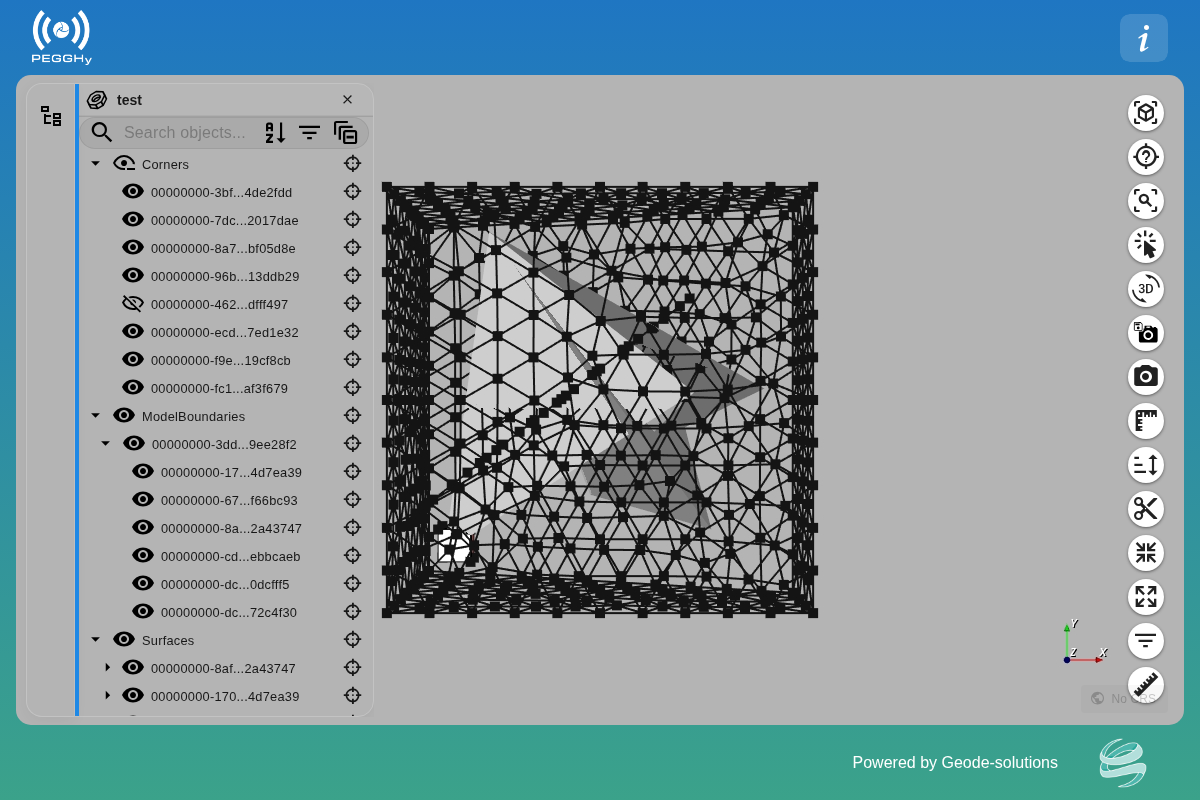 PEGGHy
i
test
Search objects...
A
Z
Corners
00000000-3bf...4de2fdd
00000000-7dc...2017dae
00000000-8a7...bf05d8e
00000000-96b...13ddb29
00000000-462...dfff497
00000000-ecd...7ed1e32
00000000-f9e...19cf8cb
00000000-fc1...af3f679
ModelBoundaries
00000000-3dd...9ee28f2
00000000-17...4d7ea39
00000000-67...f66bc93
00000000-8a...2a43747
00000000-cd...ebbcaeb
00000000-dc...0dcfff5
00000000-dc...72c4f30
Surfaces
00000000-8af...2a43747
00000000-170...4d7ea39
3D
Y
Z
X
No CRS
Powered by Geode-solutions